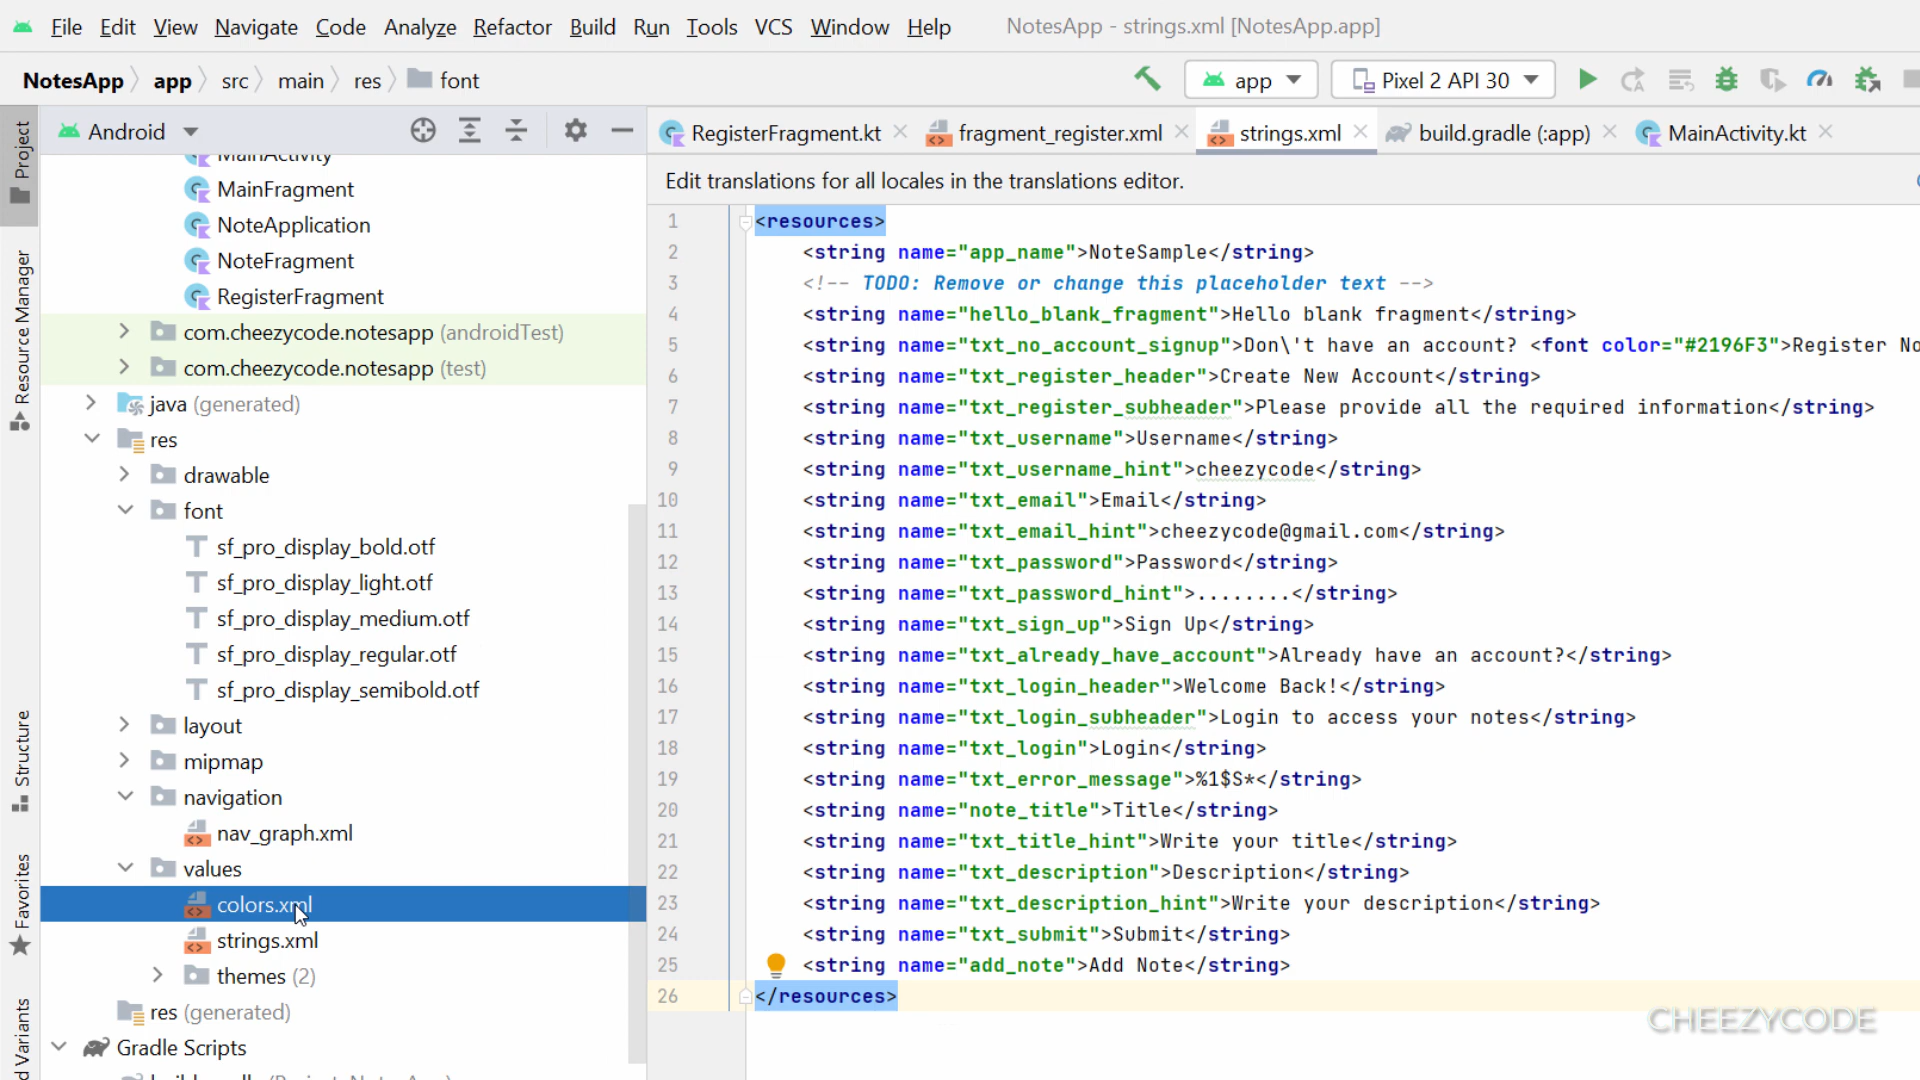 File Edit View Navigate Code Analyze Refactor Build Run Tools VCS Window Help NotesApp - strings.xml [NotesApp.app]
NotesApp app src main res font app Pixel 2 API 30
Project
Resource Manager
Structure
Favorites
Variants
Android
MainActivity
MainFragment
NoteApplication
NoteFragment
RegisterFragment
com.cheezycode.notesapp (androidTest)
com.cheezycode.notesapp (test)
java (generated)
res
drawable
font
sf_pro_display_bold.otf
sf_pro_display_light.otf
sf_pro_display_medium.otf
sf_pro_display_regular.otf
sf_pro_display_semibold.otf
layout
mipmap
navigation
nav_graph.xml
values
colors.xml
strings.xml
themes (2)
res (generated)
Gradle Scripts
RegisterFragment.kt fragment_register.xml strings.xml build.gradle (:app) MainActivity.kt
Edit translations for all locales in the translations editor.
1 <resources>
2 <string name="app_name">NoteSample</string>
3 <!-- TODO: Remove or change this placeholder text -->
4 <string name="hello_blank_fragment">Hello blank fragment</string>
5 <string name="txt_no_account_signup">Don\'t have an account? <font color="#2196F3">Register No
6 <string name="txt_register_header">Create New Account</string>
7 <string name="txt_register_subheader">Please provide all the required information</string>
8 <string name="txt_username">Username</string>
9 <string name="txt_username_hint">cheezycode</string>
10 <string name="txt_email">Email</string>
11 <string name="txt_email_hint">cheezycode@gmail.com</string>
12 <string name="txt_password">Password</string>
13 <string name="txt_password_hint">........</string>
14 <string name="txt_sign_up">Sign Up</string>
15 <string name="txt_already_have_account">Already have an account?</string>
16 <string name="txt_login_header">Welcome Back!</string>
17 <string name="txt_login_subheader">Login to access your notes</string>
18 <string name="txt_login">Login</string>
19 <string name="txt_error_message">%1$S*</string>
20 <string name="note_title">Title</string>
21 <string name="txt_title_hint">Write your title</string>
22 <string name="txt_description">Description</string>
23 <string name="txt_description_hint">Write your description</string>
24 <string name="txt_submit">Submit</string>
25 <string name="add_note">Add Note</string>
26 </resources>
CHEEZYCODE